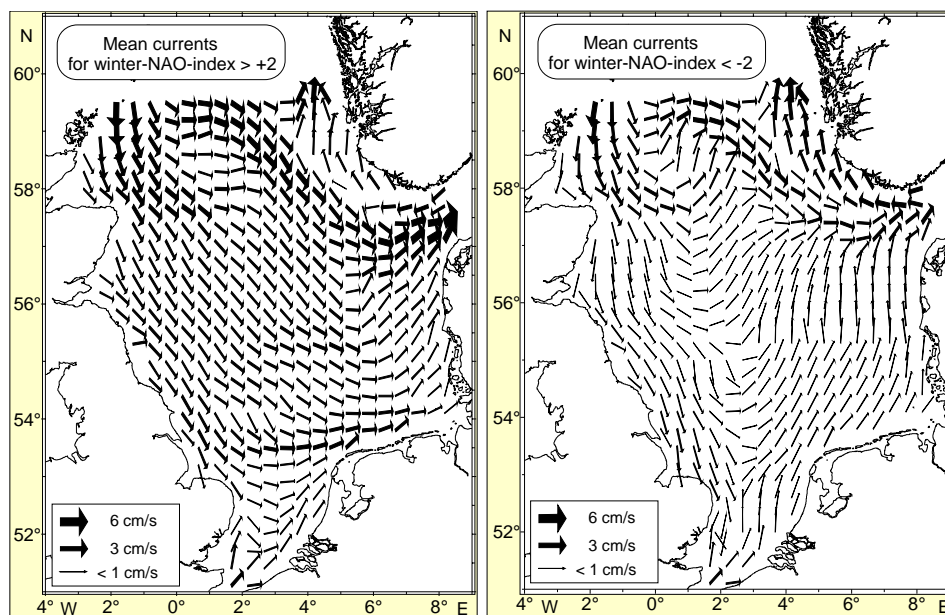 N
Mean currents
for winter-NAO-index > +2
60°
58°
56°
54°
52°
6 cm/s
3 cm/s
< 1 cm/s
4° W 2° 0° 2° 4° 6° 8° E
N
Mean currents
for winter-NAO-index < -2
60°
58°
56°
54°
52°
6 cm/s
3 cm/s
< 1 cm/s
4° W 2° 0° 2° 4° 6° 8° E